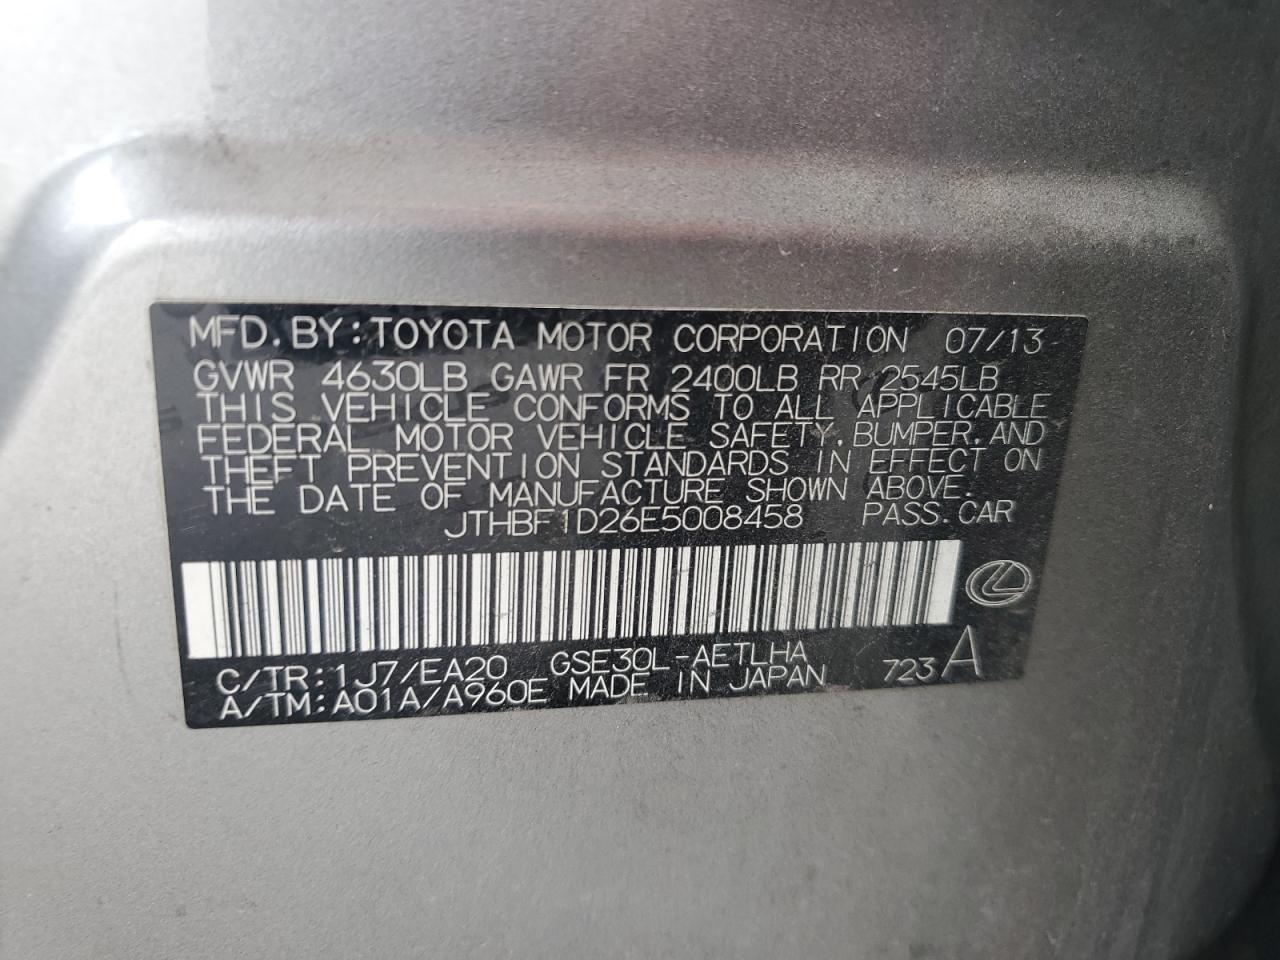 MFD.BY:TOYOTA MOTOR CORPORATION 07/13
GVWR 4630LB GAWR FR 2400LB RR 2545LB
THIS VEHICLE CONFORMS TO ALL APPLICABLE
FEDERAL MOTOR VEHICLE SAFETY,BUMPER,AND
THEFT PREVENTION STANDARDS IN EFFECT ON
THE DATE OF MANUFACTURE SHOWN ABOVE.
JTHBF1D26E5008458 PASS.CAR
C/TR:1J7/EA20 GSE30L-AETLHA
A/TM:A01A/A960E MADE IN JAPAN 723A